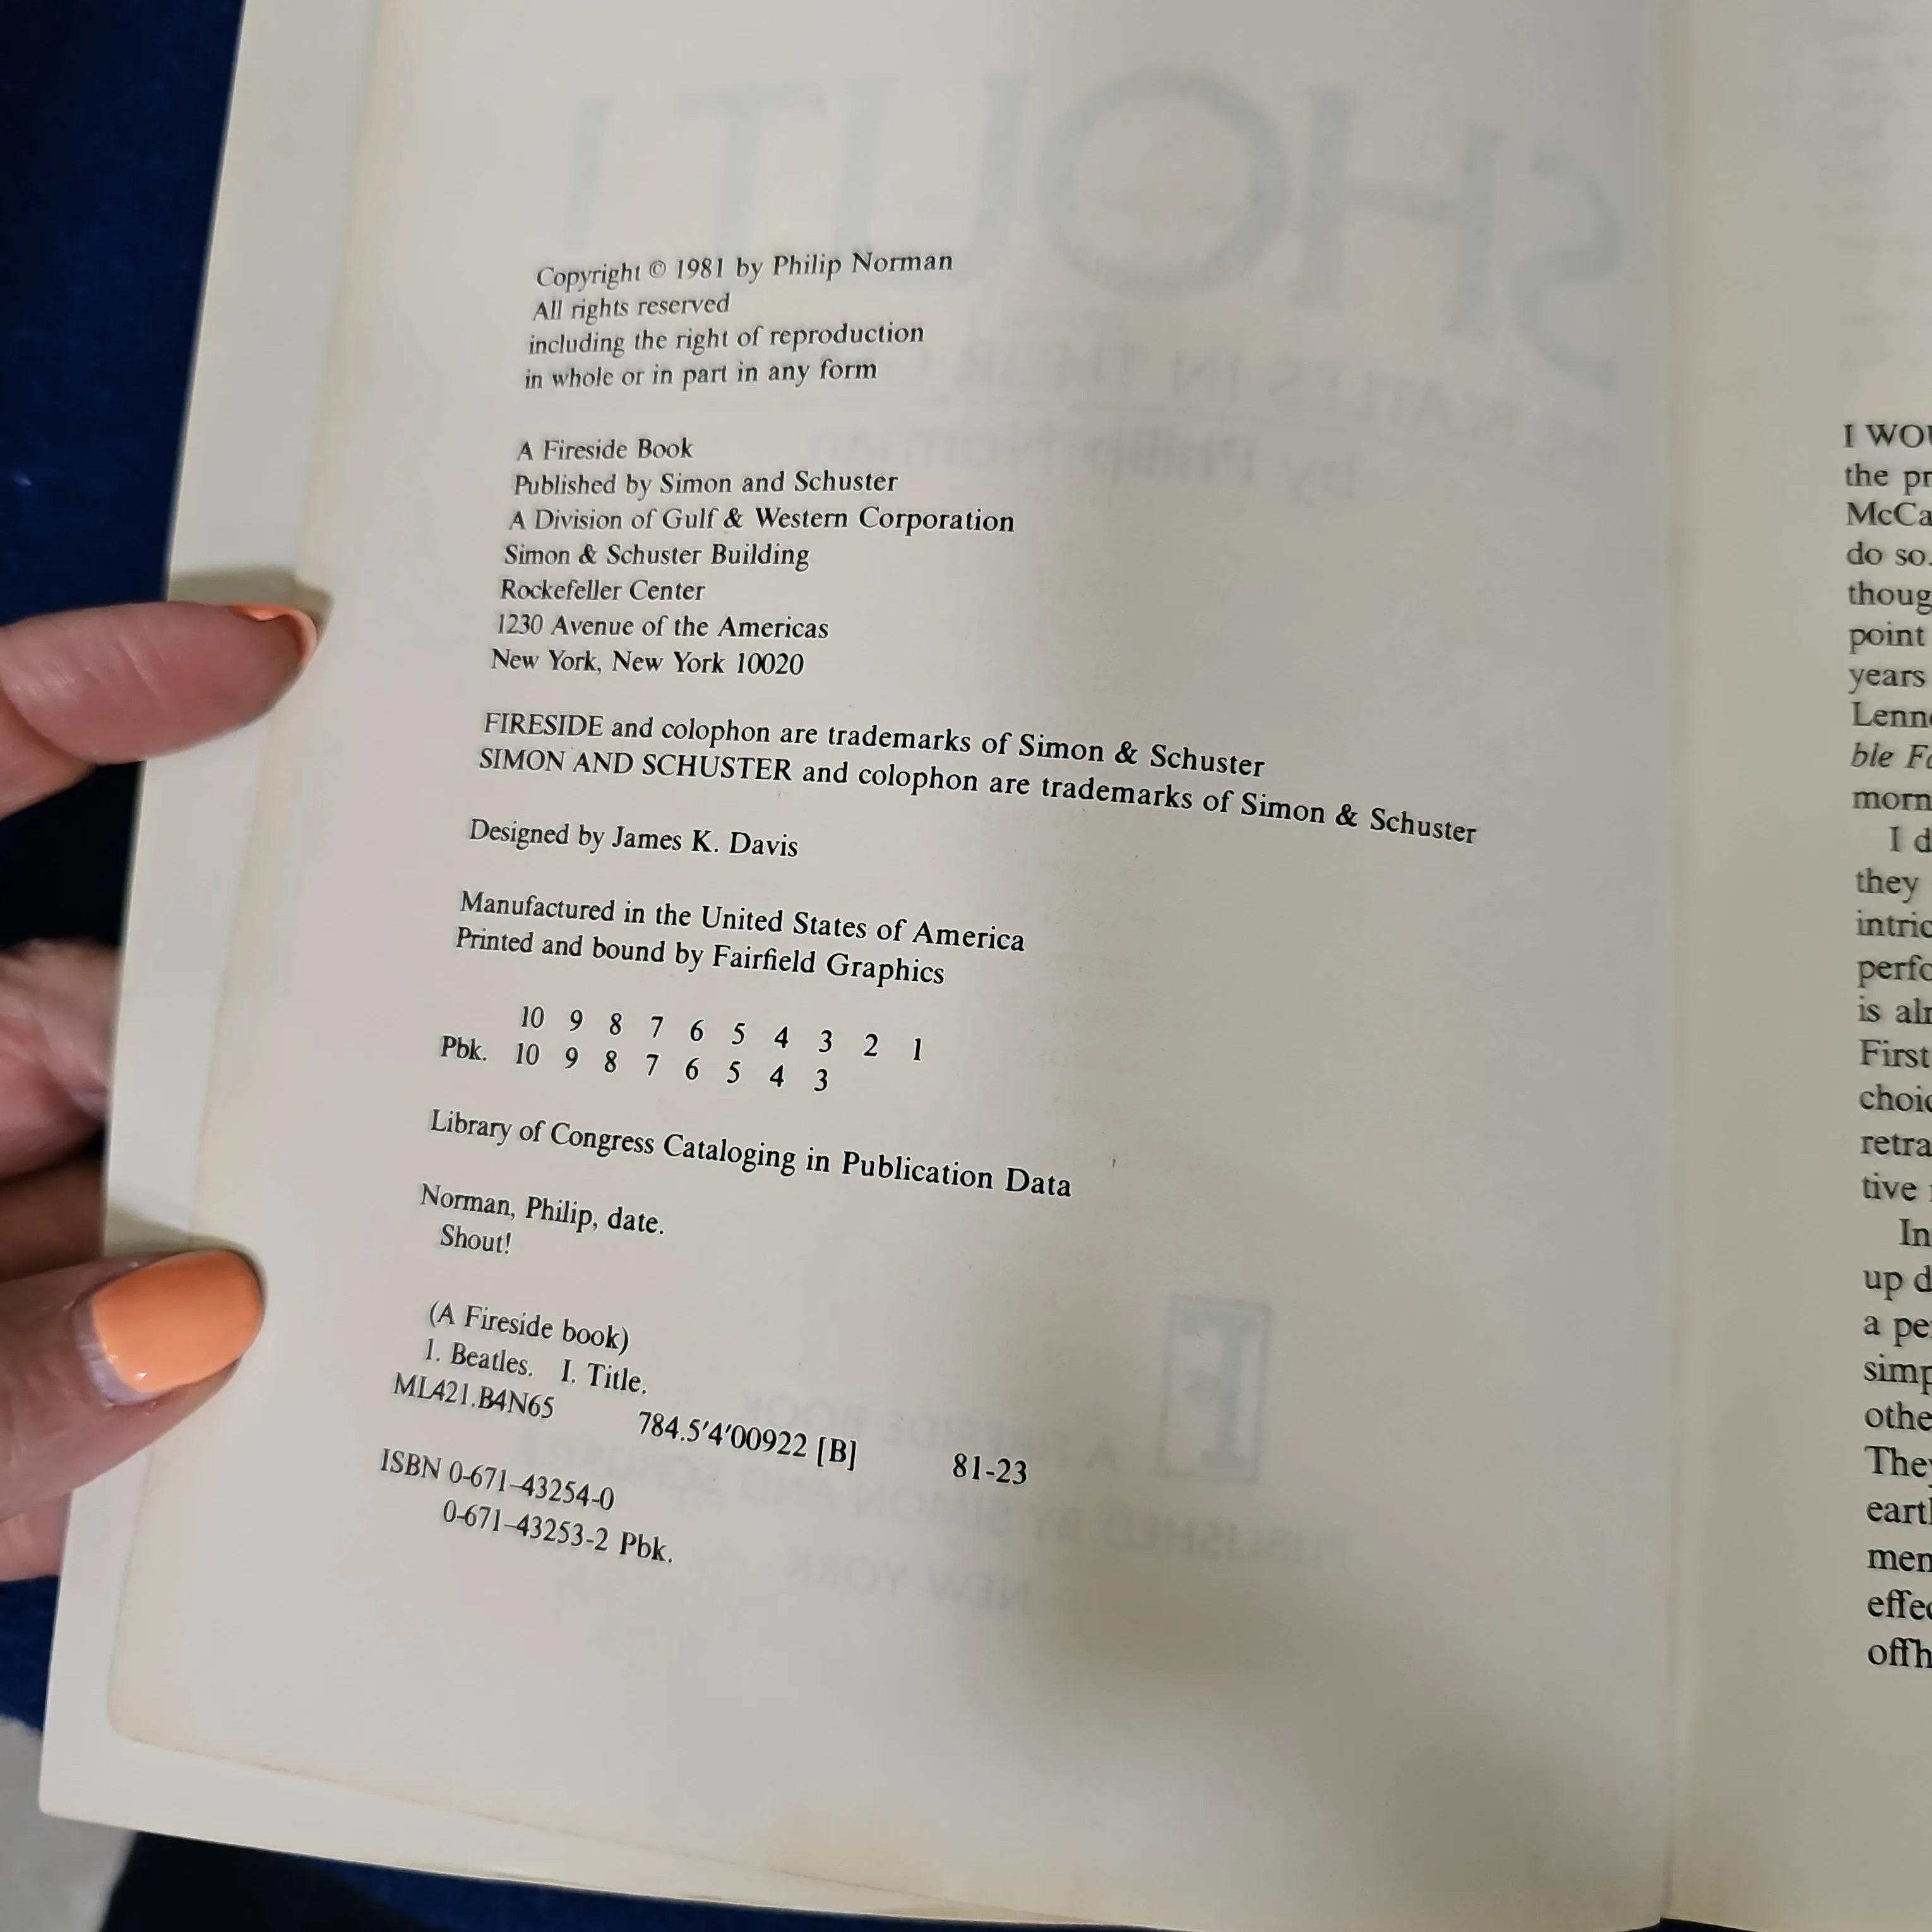 Copyright © 1981 by Philip Norman
All rights reserved
including the right of reproduction
in whole or in part in any form
A Fireside Book
Published by Simon and Schuster
A Division of Gulf & Western Corporation
Simon & Schuster Building
Rockefeller Center
1230 Avenue of the Americas
New York, New York 10020
FIRESIDE and colophon are trademarks of Simon & Schuster
SIMON AND SCHUSTER and colophon are trademarks of Simon & Schuster
Designed by James K. Davis
Manufactured in the United States of America
Printed and bound by Fairfield Graphics
10 9 8 7 6 5 4 3 2 1
Pbk. 10 9 8 7 6 5 4 3
Library of Congress Cataloging in Publication Data
Norman, Philip, date.
Shout!
(A Fireside book)
1. Beatles. I. Title.
ML421.B4N65 784.5'4'00922 [B] 81-23
ISBN 0-671-43254-0
0-671-43253-2 Pbk.
I WOU
the pr
McCa
do so.
thoug
point
years
Lenno
ble Fo
morn
I d
they
intric
perfo
is alr
First
choic
retra
tive
In
up d
a per
simp
othe
They
eartl
men
effec
offh